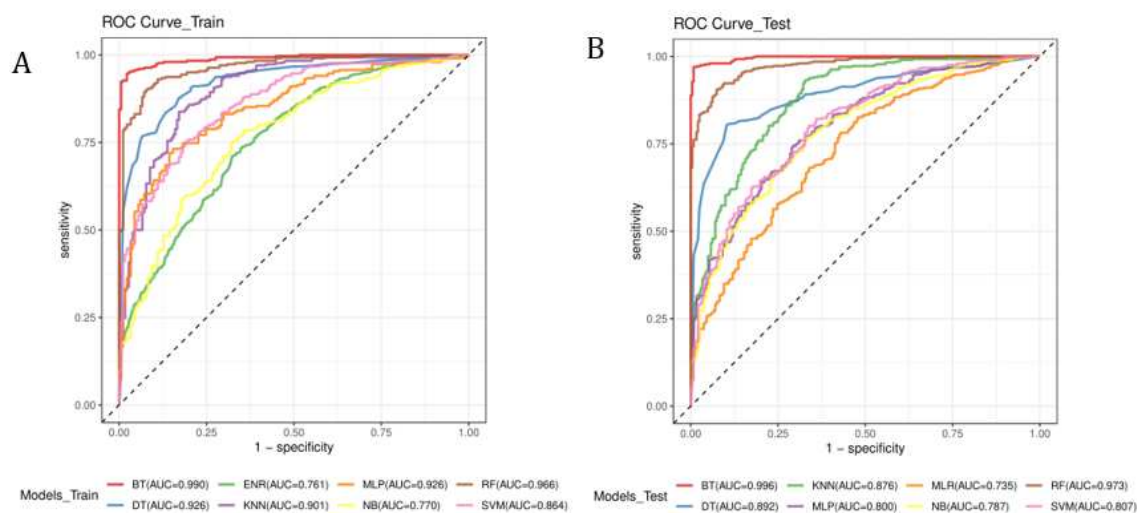 A
ROC Curve_Train
1.00
0.75
0.50
0.25
0.00
sensitivity
0.00 0.25 0.50 0.75 1.00
1 − specificity
Models_Train
BT(AUC=0.990) ENR(AUC=0.761) MLP(AUC=0.926) RF(AUC=0.966)
DT(AUC=0.926) KNN(AUC=0.901) NB(AUC=0.770) SVM(AUC=0.864)
B
ROC Curve_Test
1.00
0.75
0.50
0.25
0.00
sensitivity
0.00 0.25 0.50 0.75 1.00
1 − specificity
Models_Test
BT(AUC=0.996) KNN(AUC=0.876) MLR(AUC=0.735) RF(AUC=0.973)
DT(AUC=0.892) MLP(AUC=0.800) NB(AUC=0.787) SVM(AUC=0.807)